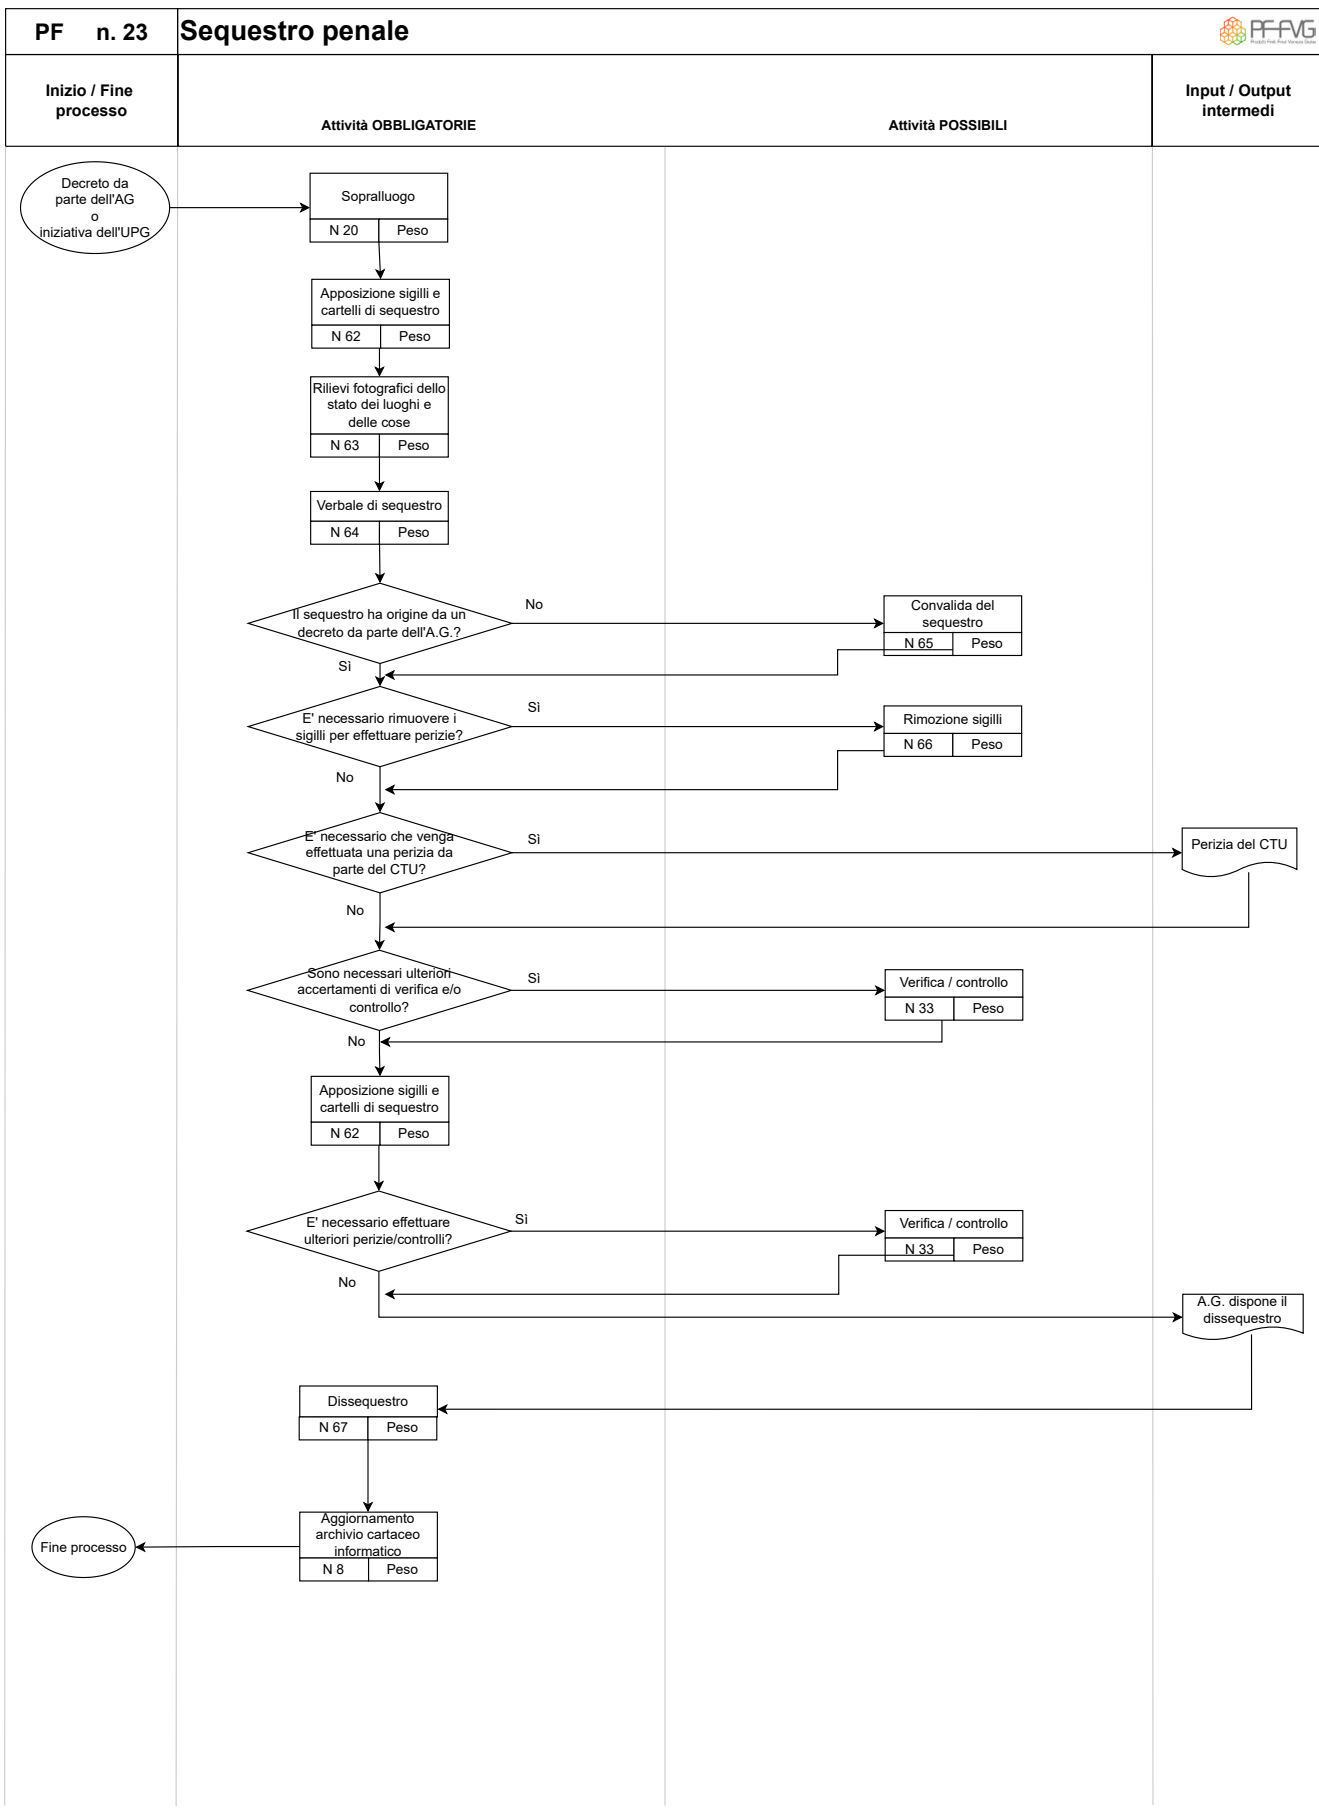 PF n. 23
Sequestro penale
PF-FVG
Inizio / Fine
processo
Attività OBBLIGATORIE
Attività POSSIBILI
Input / Output
intermedi
Decreto da
parte dell'AG
o
iniziativa dell'UPG
Sopralluogo
N 20 Peso
Apposizione sigilli e
cartelli di sequestro
N 62 Peso
Rilievi fotografici dello
stato dei luoghi e
delle cose
N 63 Peso
Verbale di sequestro
N 64 Peso
Il sequestro ha origine da un
decreto da parte dell'A.G.?
No
Convalida del
sequestro
N 65 Peso
Sì
E' necessario rimuovere i
sigilli per effettuare perizie?
Sì
Rimozione sigilli
N 66 Peso
No
E' necessario che venga
effettuata una perizia da
parte del CTU?
Sì
Perizia del CTU
No
Sono necessari ulteriori
accertamenti di verifica e/o
controllo?
Sì
Verifica / controllo
N 33 Peso
No
Apposizione sigilli e
cartelli di sequestro
N 62 Peso
E' necessario effettuare
ulteriori perizie/controlli?
Sì
Verifica / controllo
N 33 Peso
No
A.G. dispone il
dissequestro
Dissequestro
N 67 Peso
Aggiornamento
archivio cartaceo
informatico
N 8 Peso
Fine processo